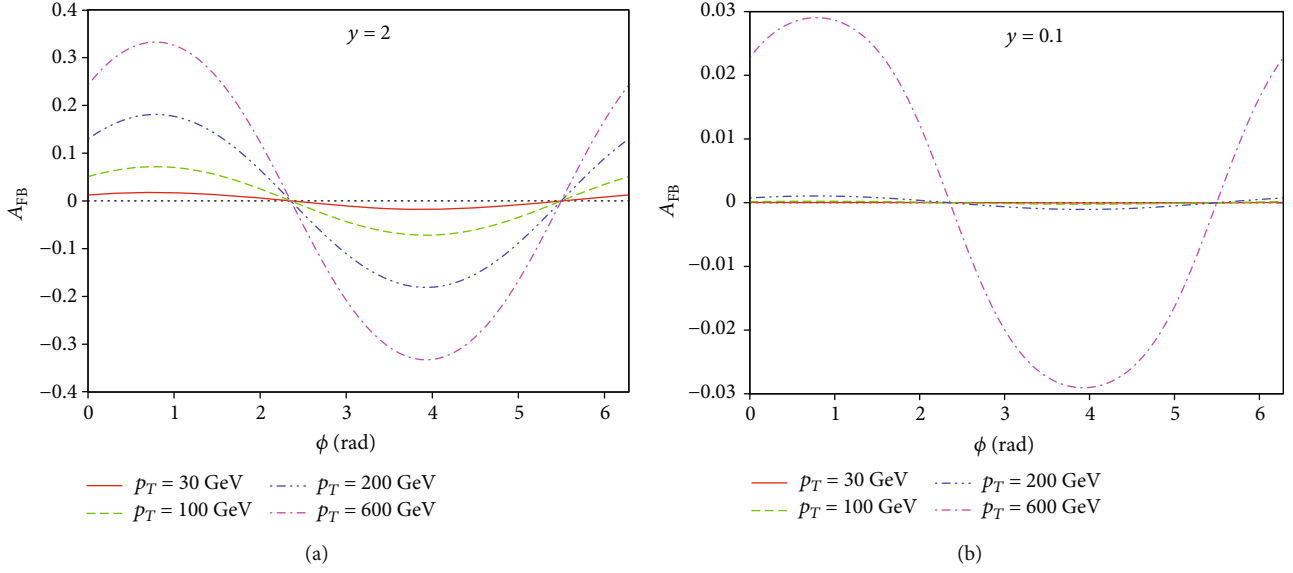 y = 2
A_FB
0.4
0.3
0.2
0.1
0
−0.1
−0.2
−0.3
−0.4
0 1 2 3 4 5 6
ϕ (rad)
p_T = 30 GeV p_T = 200 GeV
p_T = 100 GeV p_T = 600 GeV
(a)
y = 0.1
A_FB
0.03
0.02
0.01
0
−0.01
−0.02
−0.03
0 1 2 3 4 5 6
ϕ (rad)
p_T = 30 GeV p_T = 200 GeV
p_T = 100 GeV p_T = 600 GeV
(b)